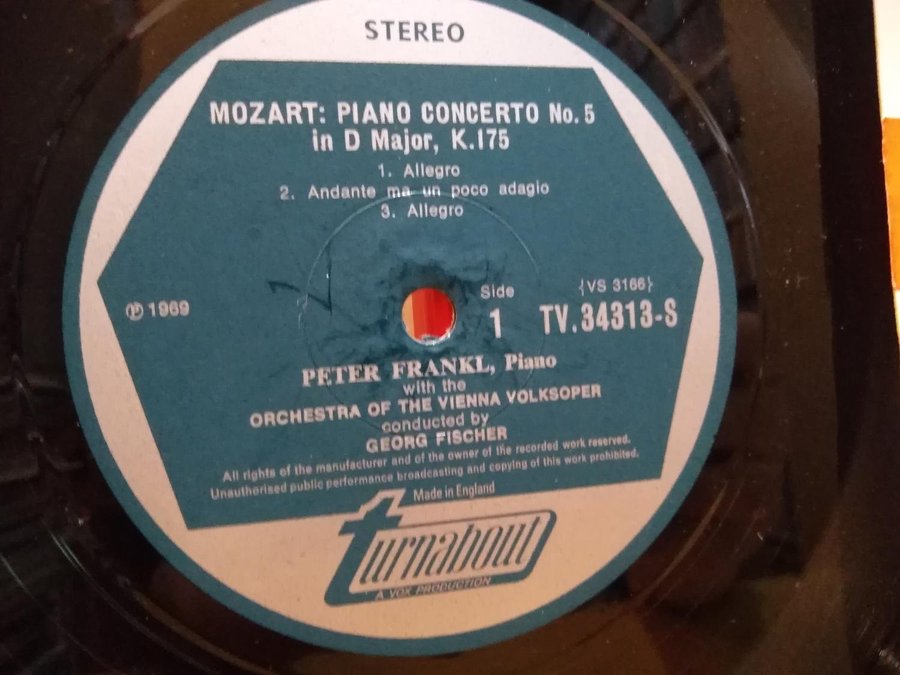 STEREO
MOZART: PIANO CONCERTO No. 5
in D Major, K.175
1. Allegro
2. Andante ma un poco adagio
3. Allegro
℗ 1969
Side
1
{VS 3166}
TV.34313-S
PETER FRANKL, Piano
with the
ORCHESTRA OF THE VIENNA VOLKSOPER
conducted by
GEORG FISCHER
All rights of the manufacturer and of the owner of the recorded work reserved.
Unauthorised public performance broadcasting and copying of this work prohibited.
Made in England
turnabout
A VOX PRODUCTION